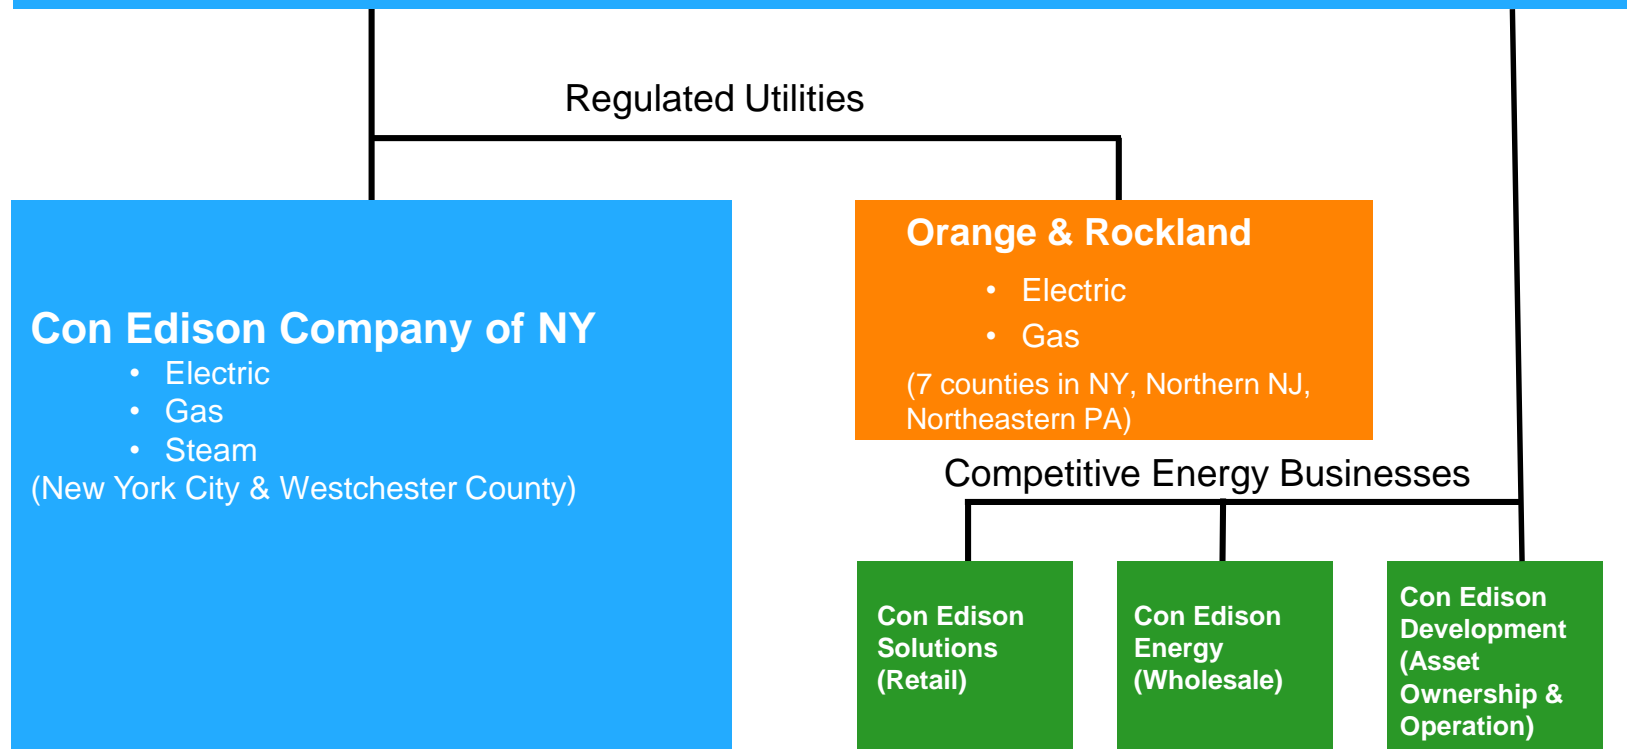 Regulated Utilities
Con Edison Company of NY
• Electric
• Gas
• Steam
(New York City & Westchester County)
Orange & Rockland
• Electric
• Gas
(7 counties in NY, Northern NJ,
Northeastern PA)
Competitive Energy Businesses
Con Edison
Solutions
(Retail)
Con Edison
Energy
(Wholesale)
Con Edison
Development
(Asset
Ownership &
Operation)